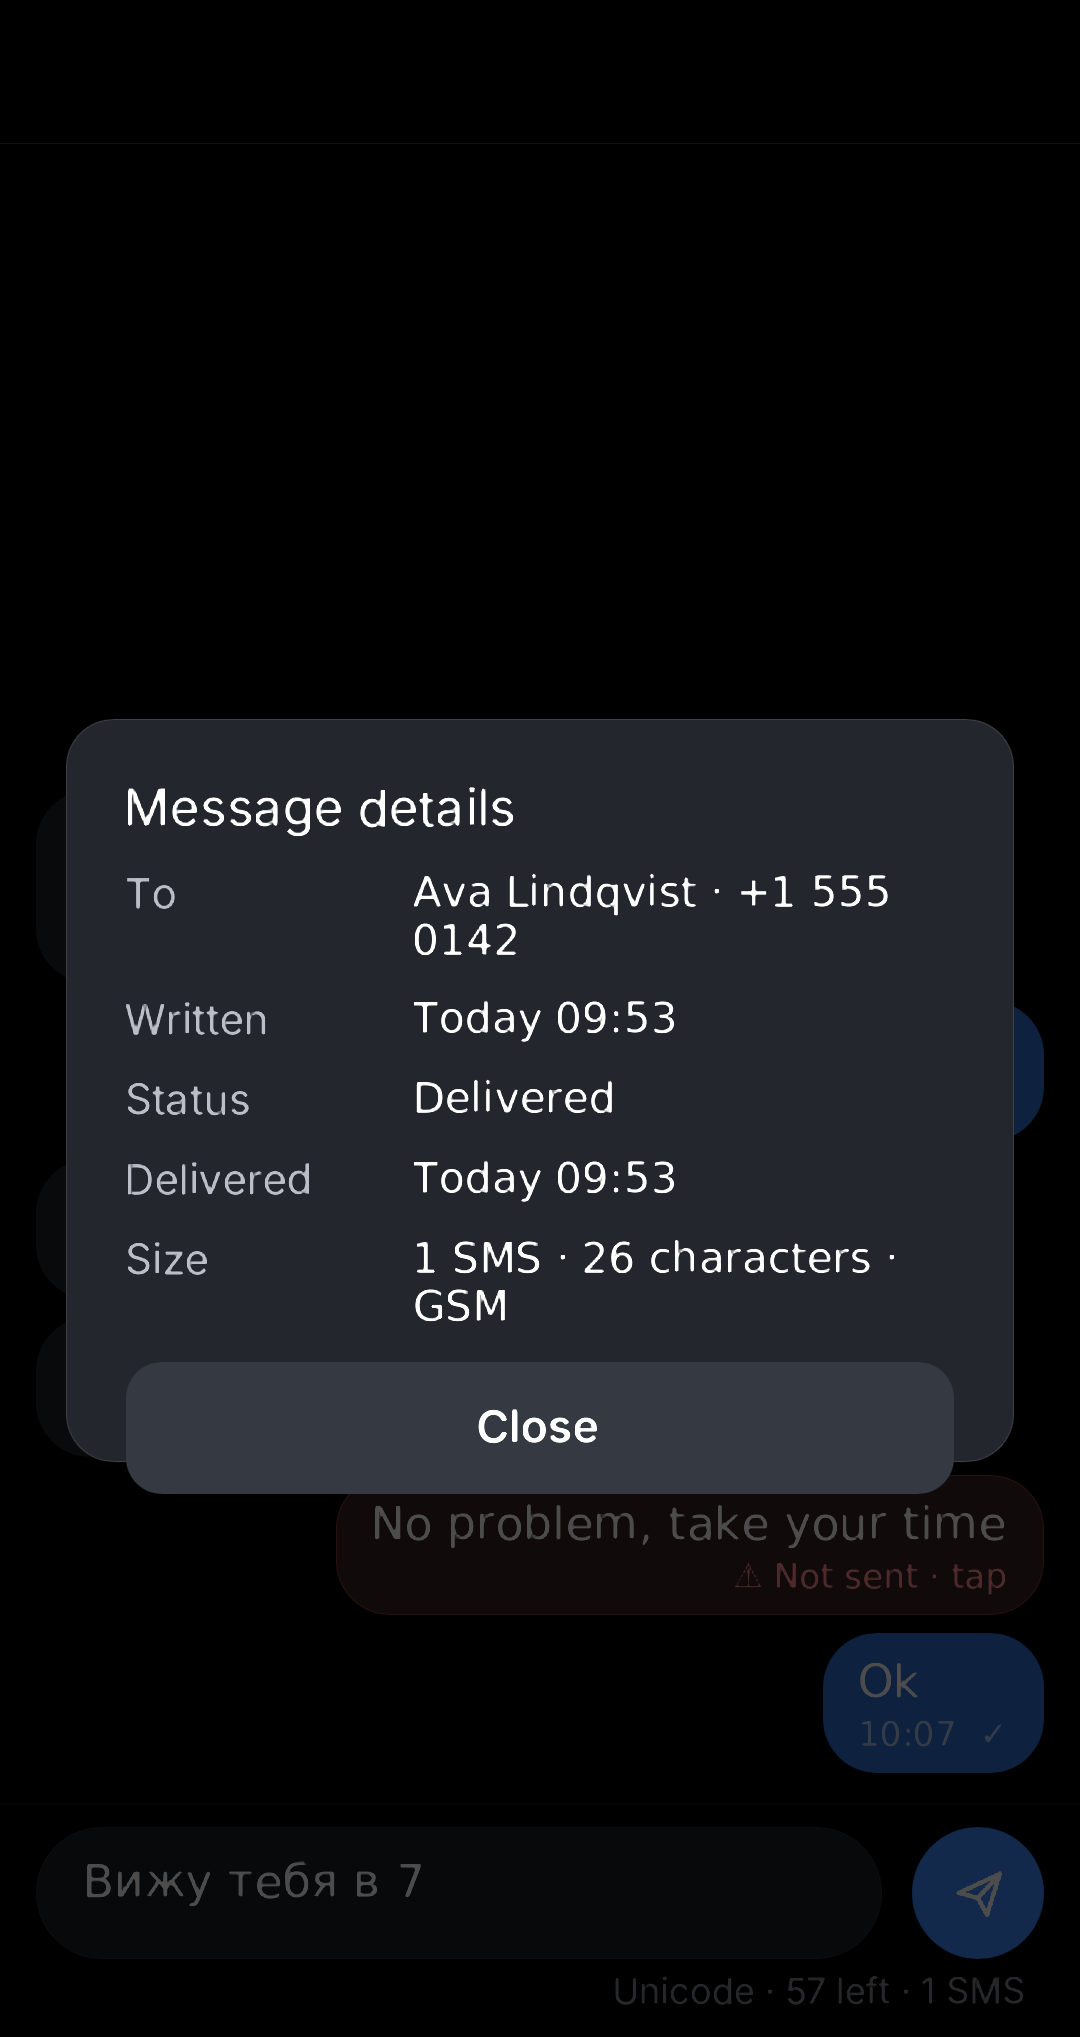 Message details
To
Ava Lindqvist · +1 555
0142
Written
Today 09:53
Status
Delivered
Delivered
Today 09:53
Size
1 SMS · 26 characters ·
GSM
Close
No problem, take your time
⚠ Not sent · tap
Ok
10:07 ✓
Вижу тебя в 7
Unicode · 57 left · 1 SMS